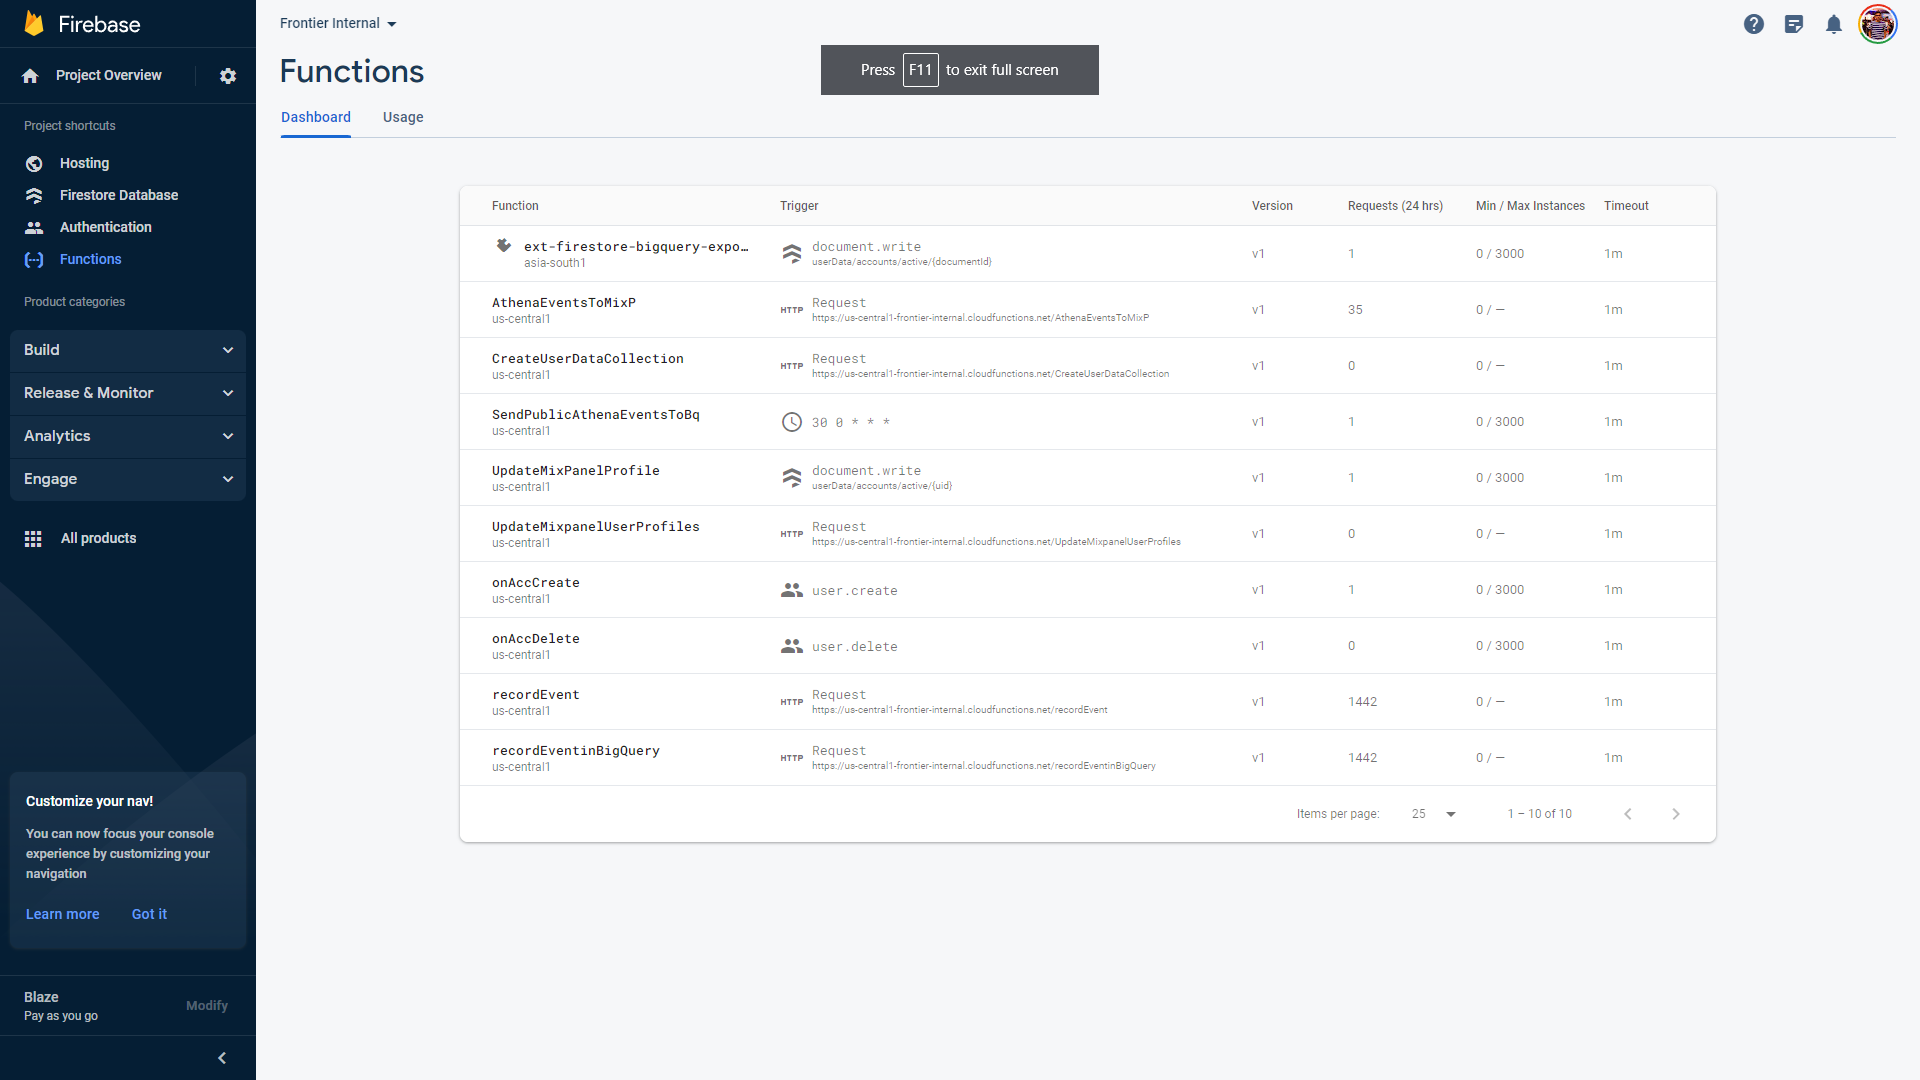 Firebase
Project Overview
Project shortcuts
Hosting
Firestore Database
Authentication
Functions
Product categories
Build
Release & Monitor
Analytics
Engage
All products
Customize your nav!
You can now focus your console
experience by customizing your
navigation
Learn more Got it
Blaze
Pay as you go
Modify
Frontier Internal
Functions
Press F11 to exit full screen
Dashboard Usage
Function Trigger Version Requests (24 hrs) Min / Max Instances Timeout
ext-firestore-bigquery-expo… document.write v1 1 0 / 3000 1m
asia-south1 userData/accounts/active/{documentId}
AthenaEventsToMixP HTTP Request v1 35 0 / — 1m
us-central1 https://us-central1-frontier-internal.cloudfunctions.net/AthenaEventsToMixP
CreateUserDataCollection HTTP Request v1 0 0 / — 1m
us-central1 https://us-central1-frontier-internal.cloudfunctions.net/CreateUserDataCollection
SendPublicAthenaEventsToBq 30 0 * * * v1 1 0 / 3000 1m
us-central1
UpdateMixPanelProfile document.write v1 1 0 / 3000 1m
us-central1 userData/accounts/active/{uid}
UpdateMixpanelUserProfiles HTTP Request v1 0 0 / — 1m
us-central1 https://us-central1-frontier-internal.cloudfunctions.net/UpdateMixpanelUserProfiles
onAccCreate user.create v1 1 0 / 3000 1m
us-central1
onAccDelete user.delete v1 0 0 / 3000 1m
us-central1
recordEvent HTTP Request v1 1442 0 / — 1m
us-central1 https://us-central1-frontier-internal.cloudfunctions.net/recordEvent
recordEventinBigQuery HTTP Request v1 1442 0 / — 1m
us-central1 https://us-central1-frontier-internal.cloudfunctions.net/recordEventinBigQuery
Items per page: 25 1 – 10 of 10